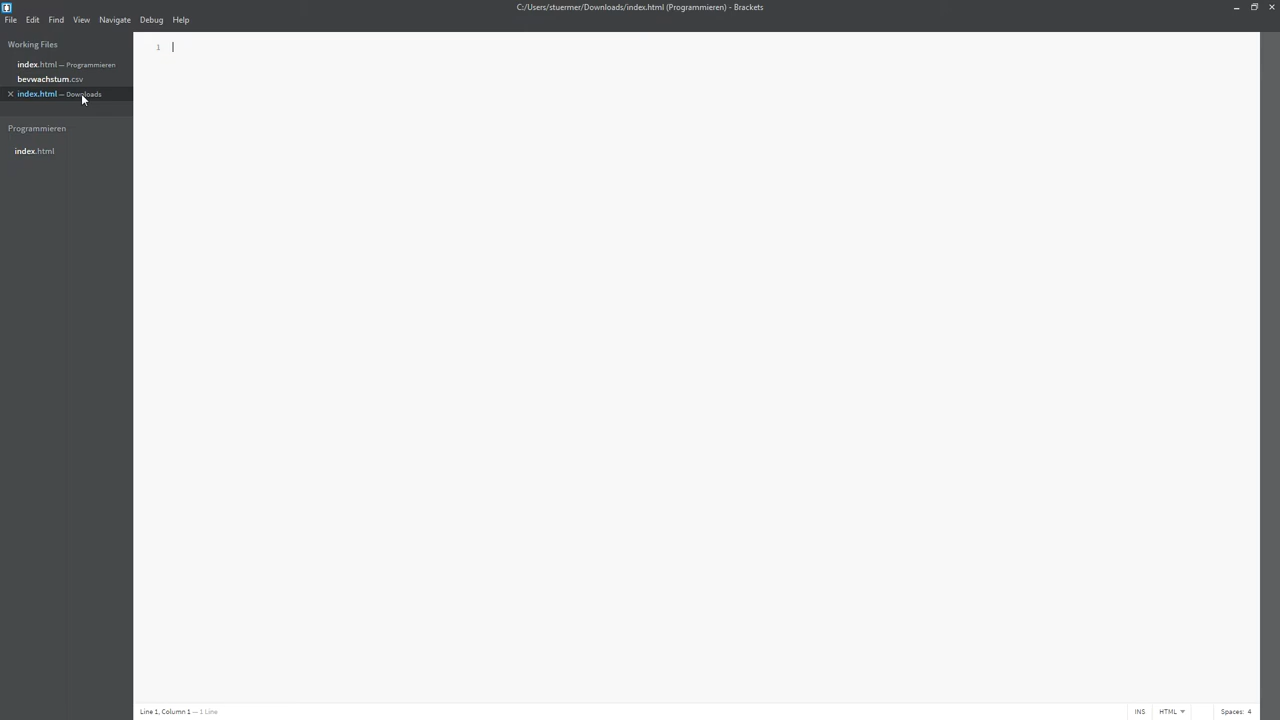 C:/Users/stuermer/Downloads/index.html (Programmieren) - Brackets
File Edit Find View Navigate Debug Help
Working Files
index.html — Programmieren
bevwachstum.csv
index.html — Downloads
Programmieren
index.html
1
Line 1, Column 1 — 1 Line
INS
HTML
Spaces: 4